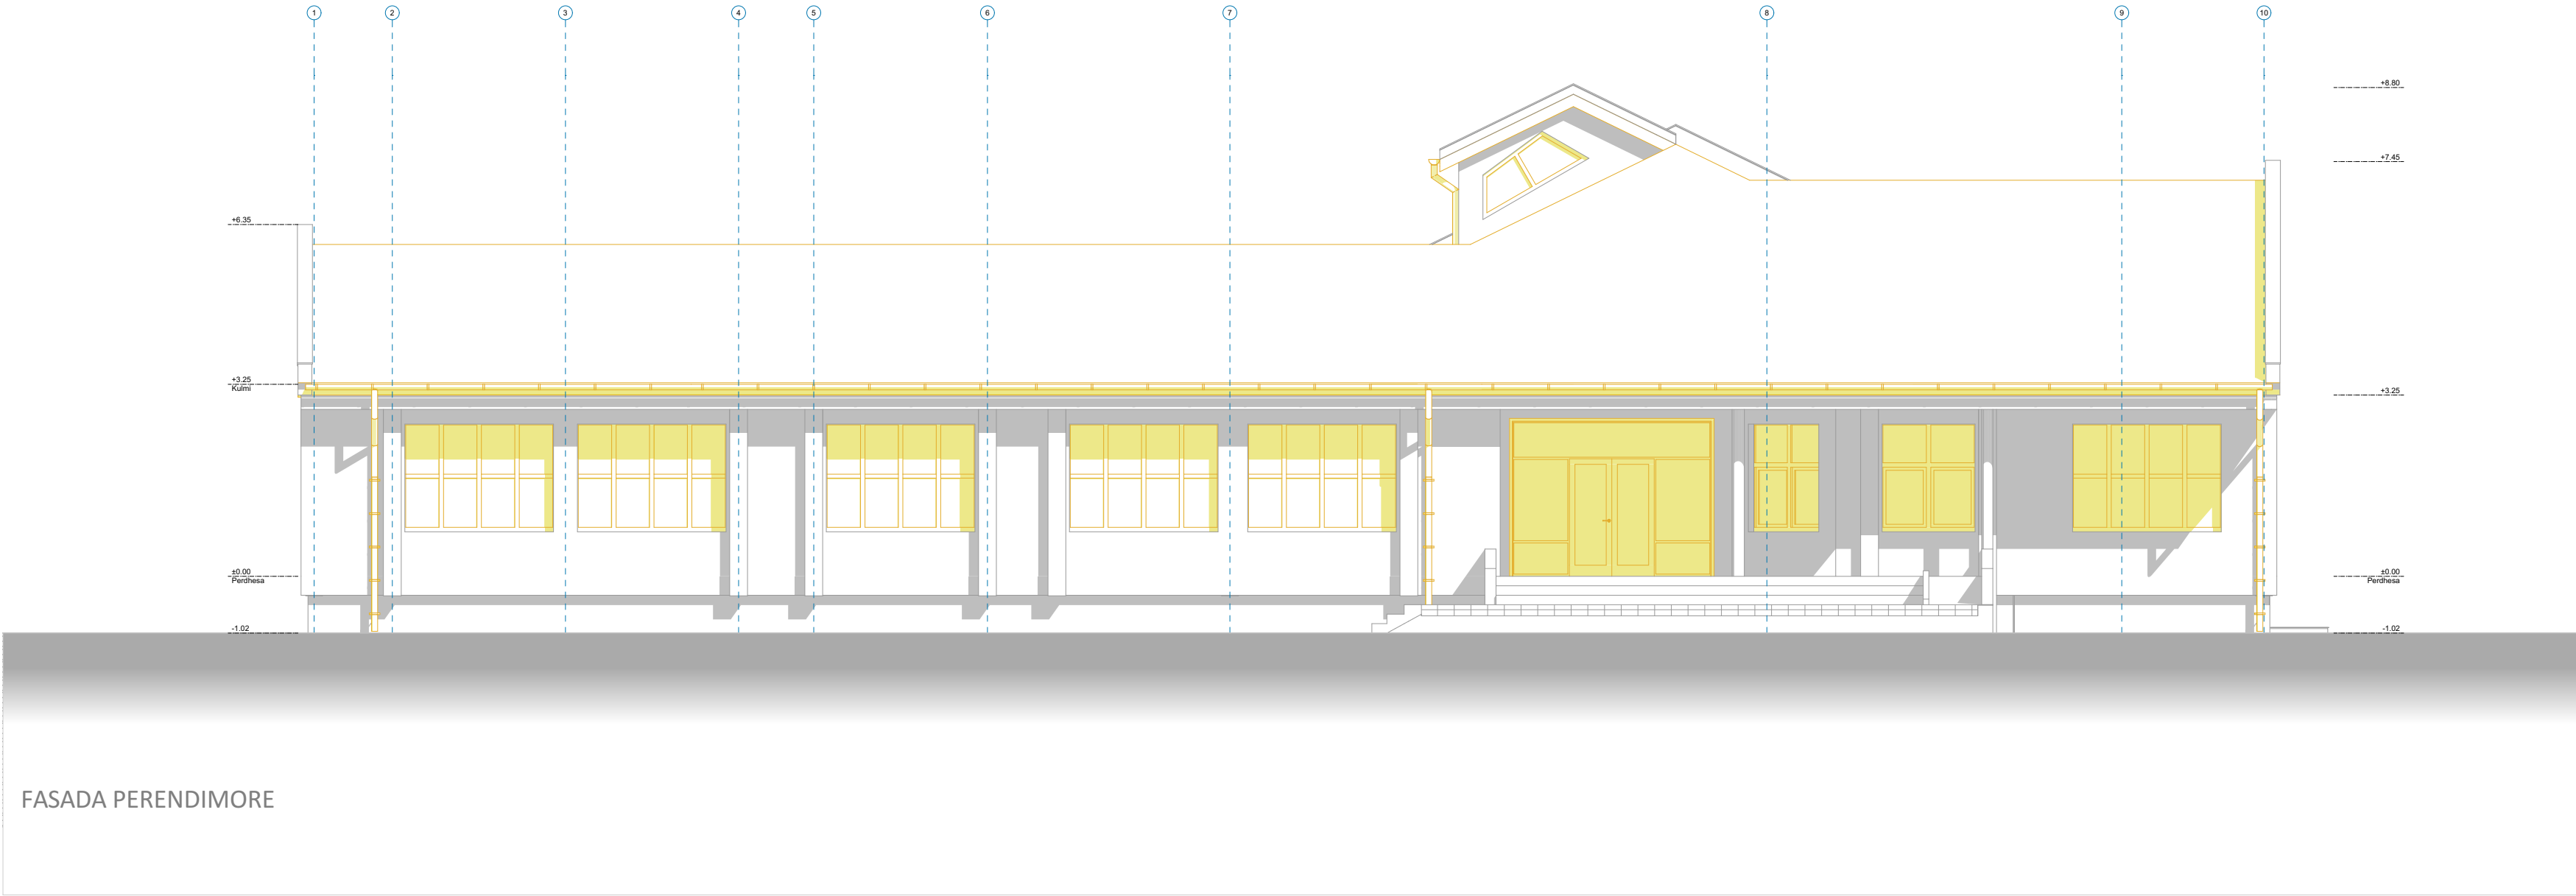 1 2 3 4 5 6 7 8 9 10
+8.80
+7.45
+6.35
+3.25
Kulmi
+3.25
±0.00
Perdhesa
±0.00
Perdhesa
-1.02
-1.02
FASADA PERENDIMORE